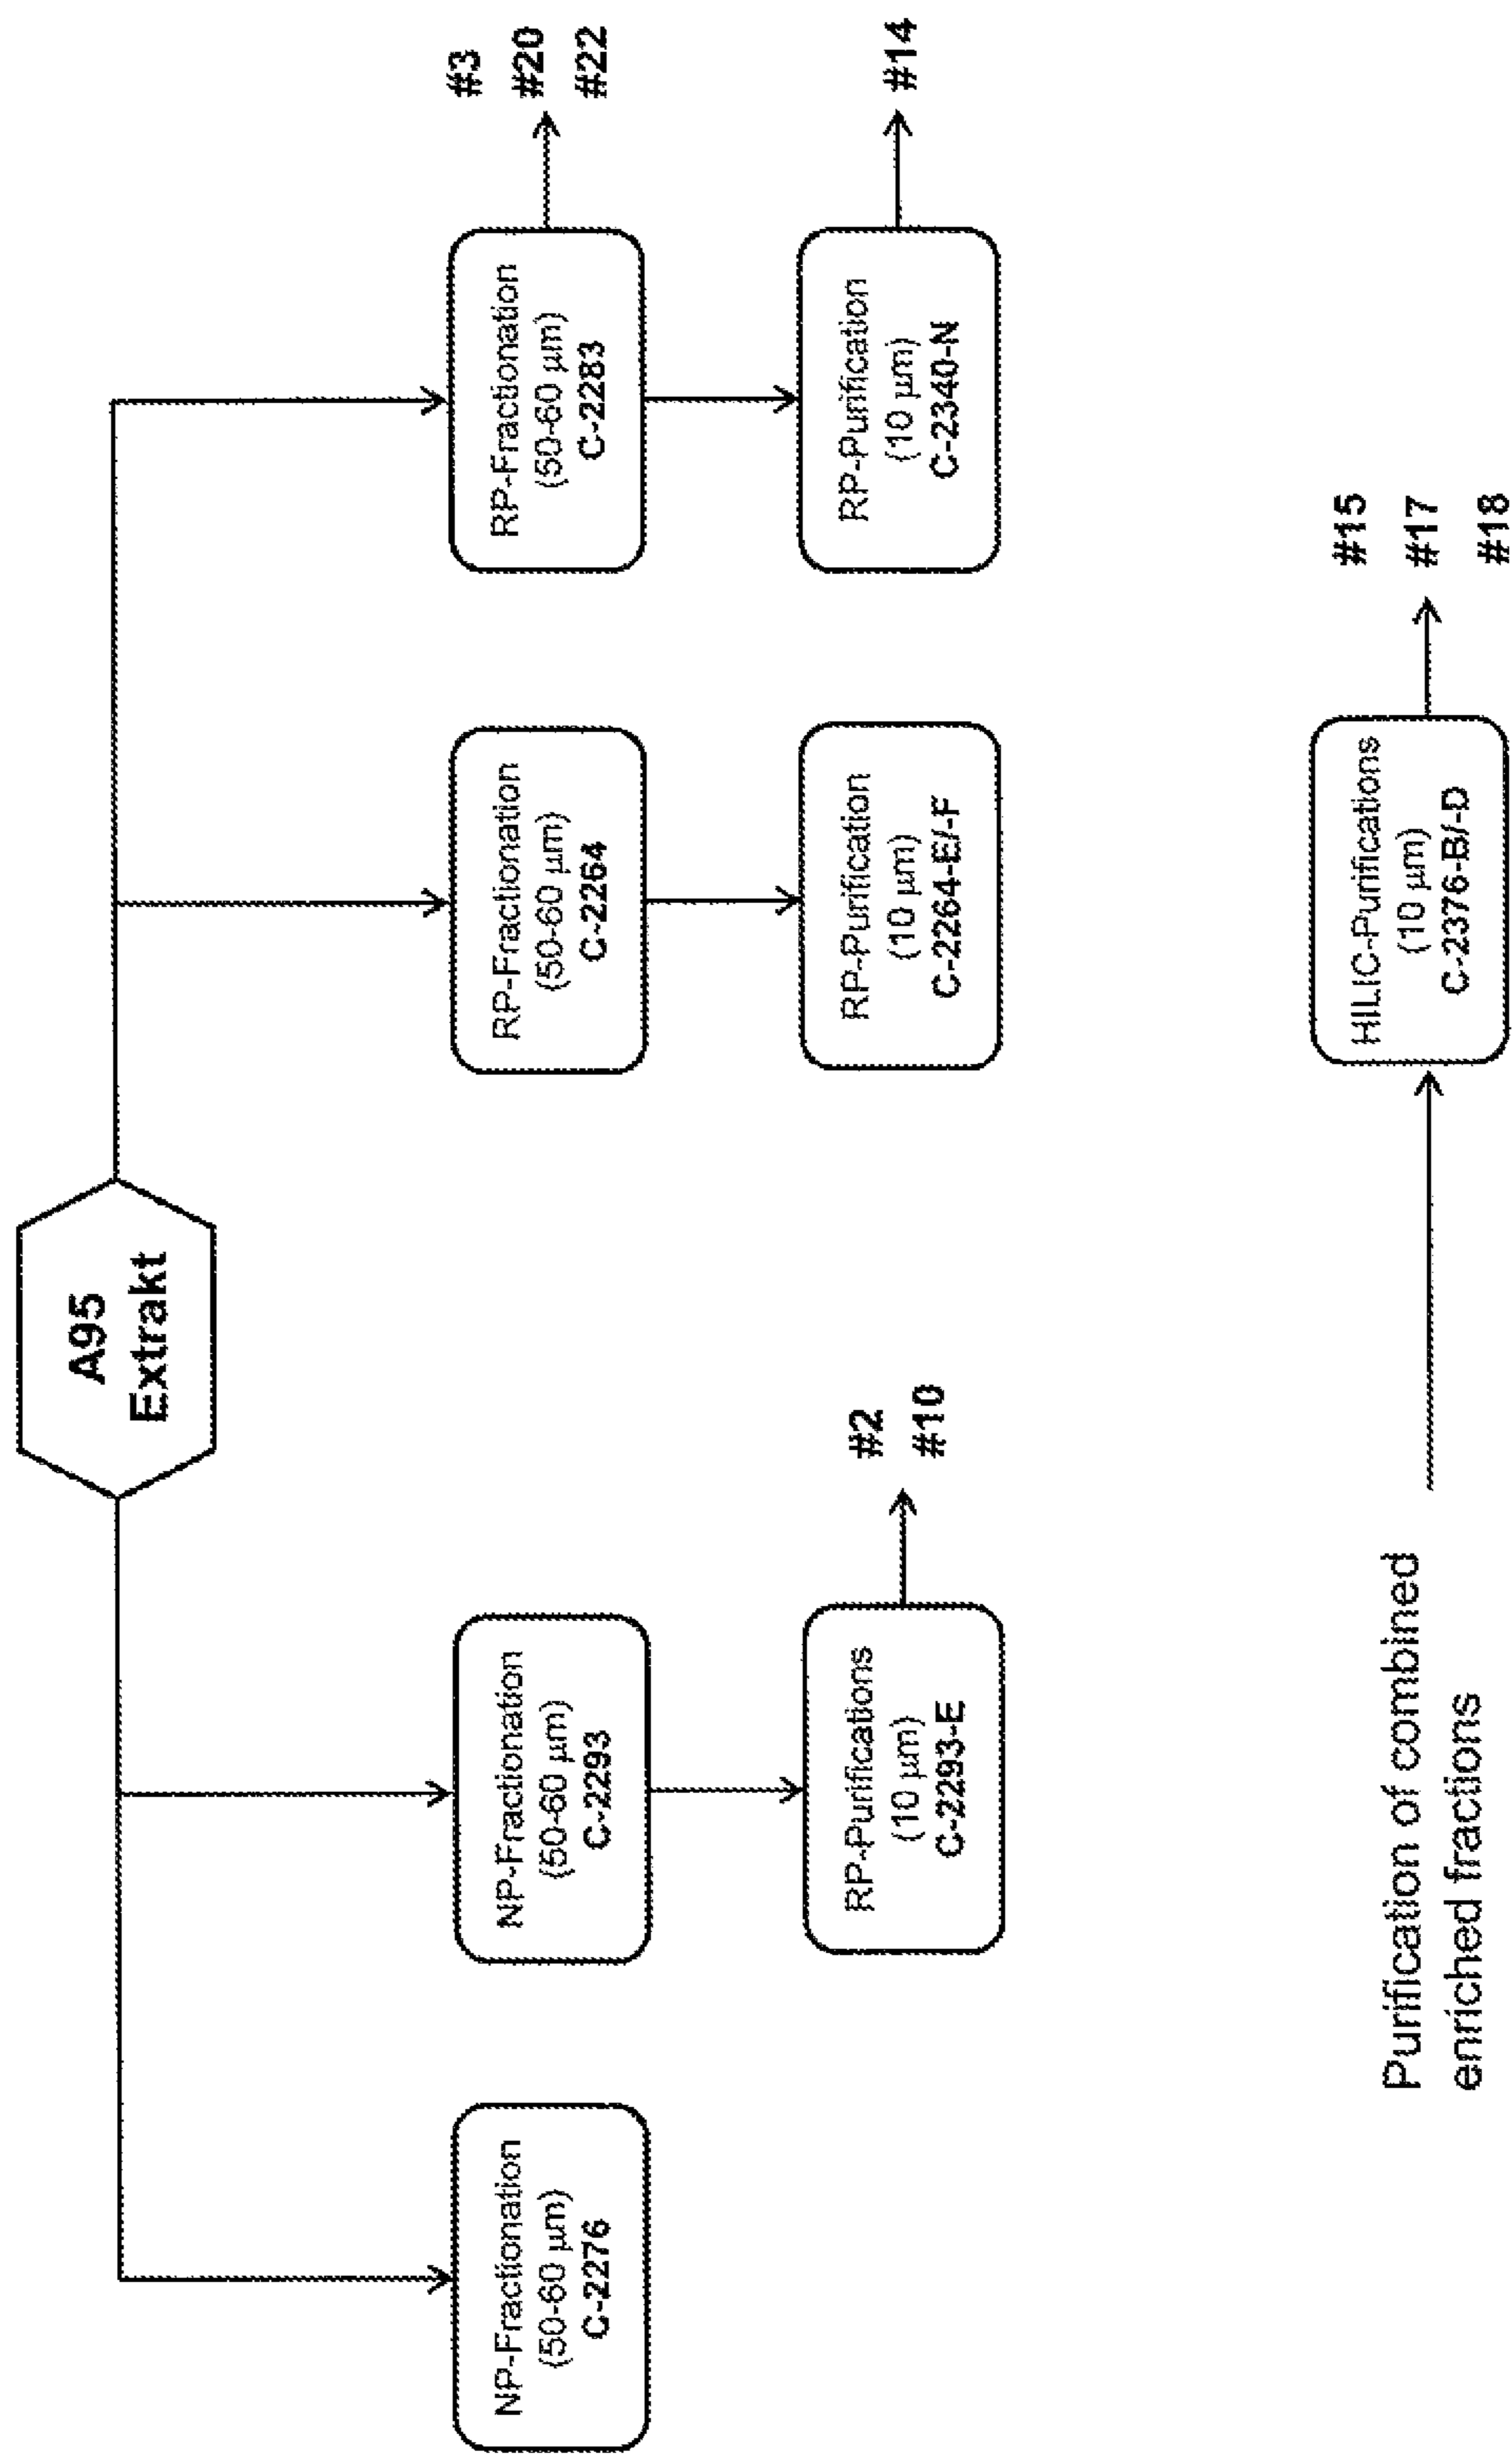 A95
Extrakt
NP-Fractionation
(50-60 µm)
C-2276
NP-Fractionation
(50-60 µm)
C-2293
RP-Fractionation
(50-60 µm)
C-2264
RP-Fractionation
(50-60 µm)
C-2283
#3
#20
#22
RP-Purifications
(10 µm)
C-2293-E
#2
#10
RP-Purification
(10 µm)
C-2264-E/-F
RP-Purification
(10 µm)
C-2340-N
#14
Purification of combined
enriched fractions
HILIC-Purifications
(10 µm)
C-2376-B/-D
#15
#17
#18